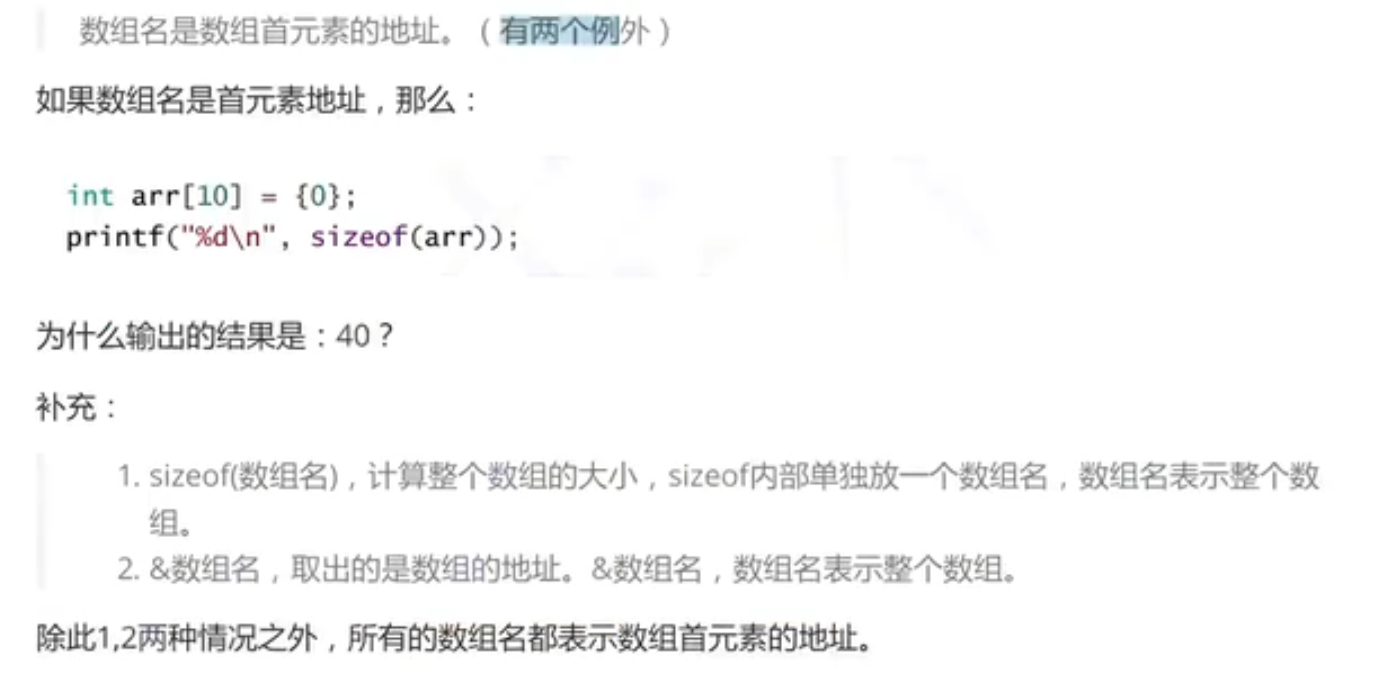 数组名是数组首元素的地址。（有两个例外）
如果数组名是首元素地址，那么：
int arr[10] = {0};
printf("%d\n", sizeof(arr));
为什么输出的结果是：40？
补充：
1. sizeof(数组名)，计算整个数组的大小，sizeof内部单独放一个数组名，数组名表示整个数
组。
2. &数组名，取出的是数组的地址。&数组名，数组名表示整个数组。
除此1,2两种情况之外，所有的数组名都表示数组首元素的地址。